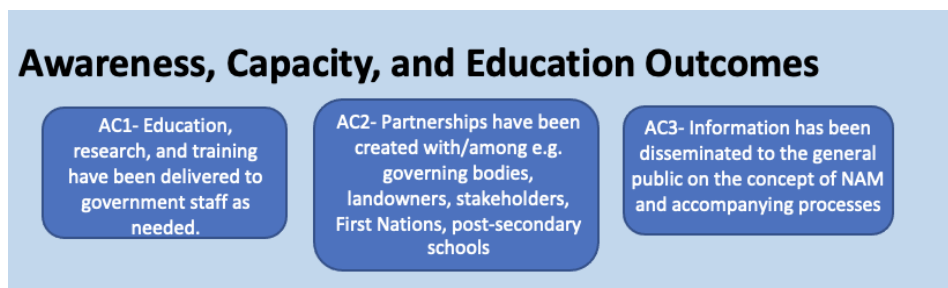 Awareness, Capacity, and Education Outcomes
AC1- Education,
research, and training
have been delivered to
government staff as
needed.
AC2- Partnerships have been
created with/among e.g.
governing bodies,
landowners, stakeholders,
First Nations, post-secondary
schools
AC3- Information has been
disseminated to the general
public on the concept of NAM
and accompanying processes